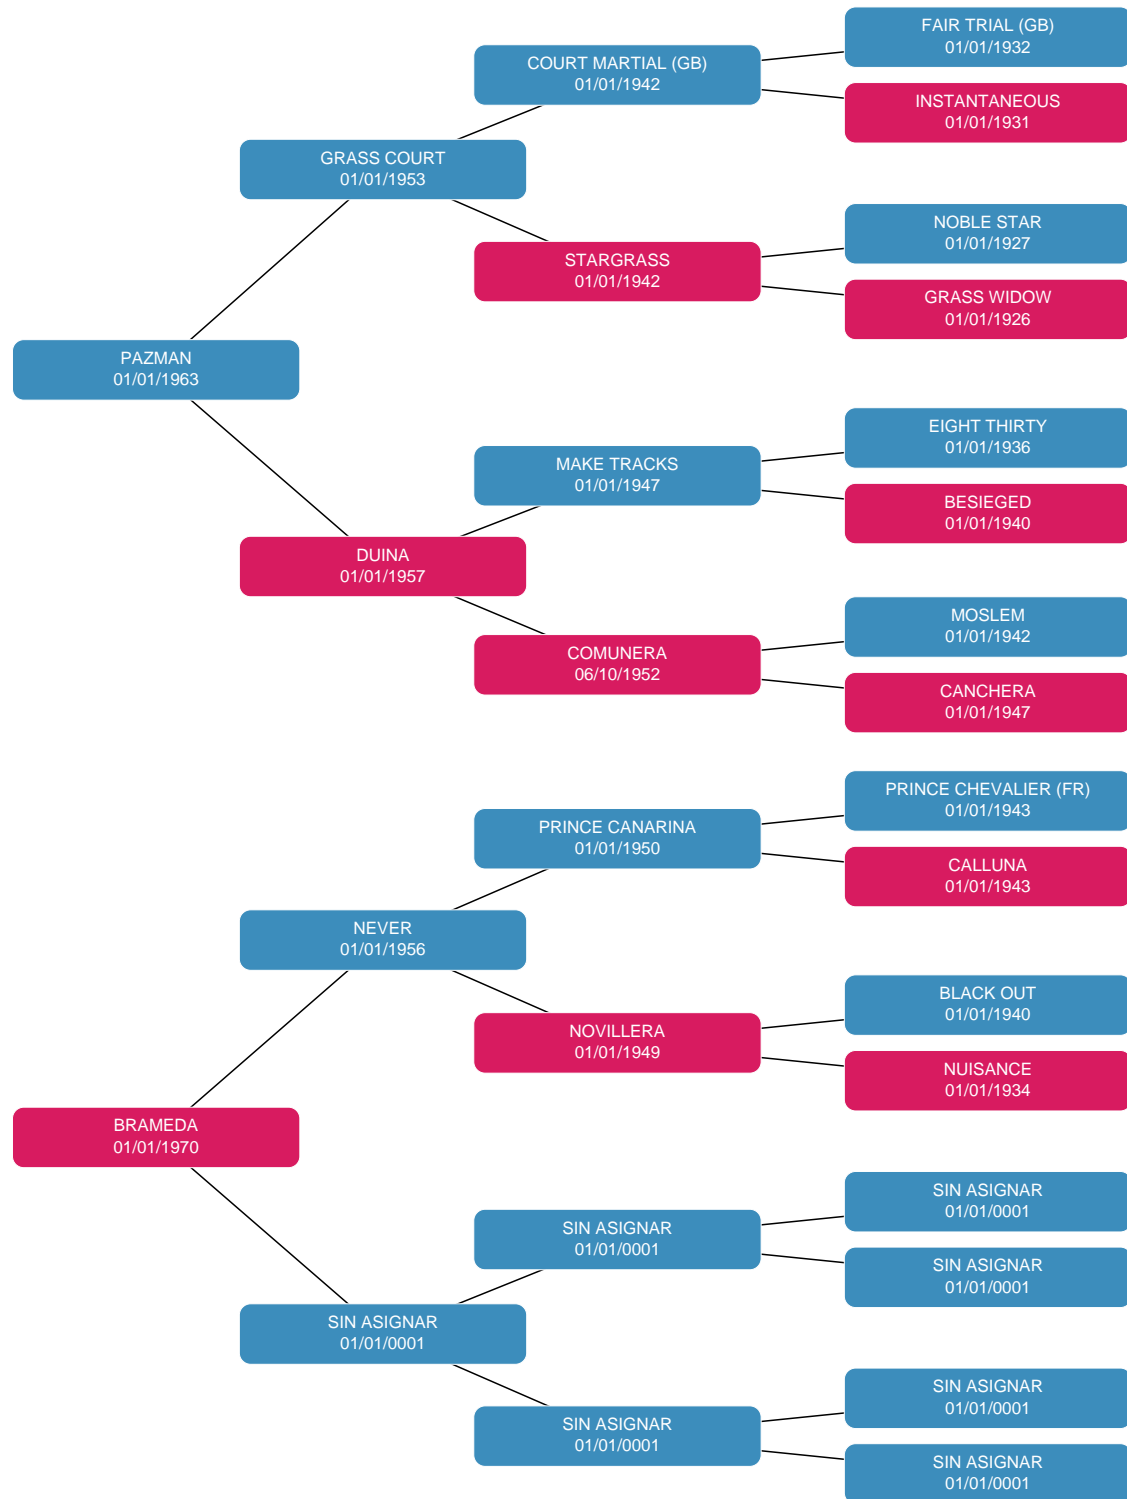 FAIR TRIAL (GB)
01/01/1932
COURT MARTIAL (GB)
01/01/1942
INSTANTANEOUS
01/01/1931
GRASS COURT
01/01/1953
NOBLE STAR
01/01/1927
STARGRASS
01/01/1942
GRASS WIDOW
01/01/1926
PAZMAN
01/01/1963
EIGHT THIRTY
01/01/1936
MAKE TRACKS
01/01/1947
BESIEGED
01/01/1940
DUINA
01/01/1957
MOSLEM
01/01/1942
COMUNERA
06/10/1952
CANCHERA
01/01/1947
PRINCE CHEVALIER (FR)
01/01/1943
PRINCE CANARINA
01/01/1950
CALLUNA
01/01/1943
NEVER
01/01/1956
BLACK OUT
01/01/1940
NOVILLERA
01/01/1949
NUISANCE
01/01/1934
BRAMEDA
01/01/1970
SIN ASIGNAR
01/01/0001
SIN ASIGNAR
01/01/0001
SIN ASIGNAR
01/01/0001
SIN ASIGNAR
01/01/0001
SIN ASIGNAR
01/01/0001
SIN ASIGNAR
01/01/0001
SIN ASIGNAR
01/01/0001